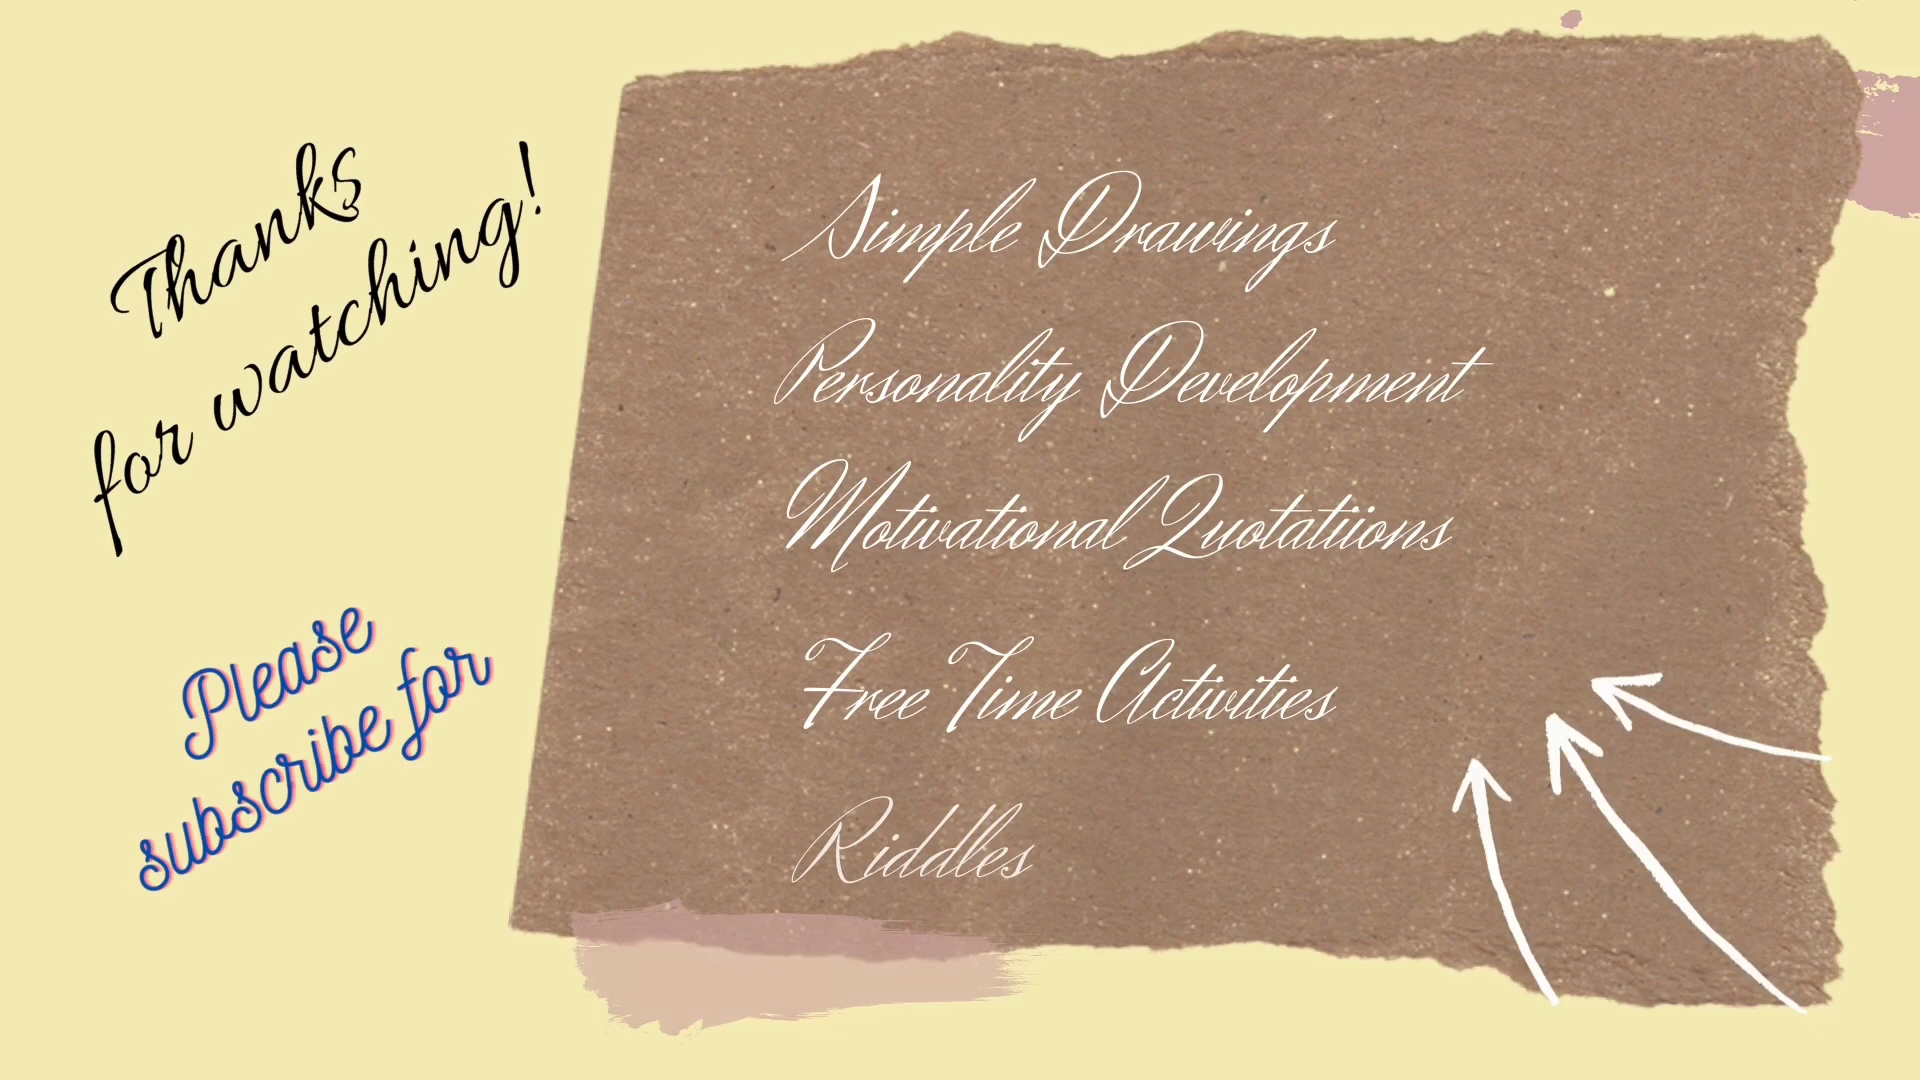 Thanks
for watching!
Please
subscribe for
Simple Drawings
Personality Development
Motivational Quotatiions
Free Time Activities
Riddles